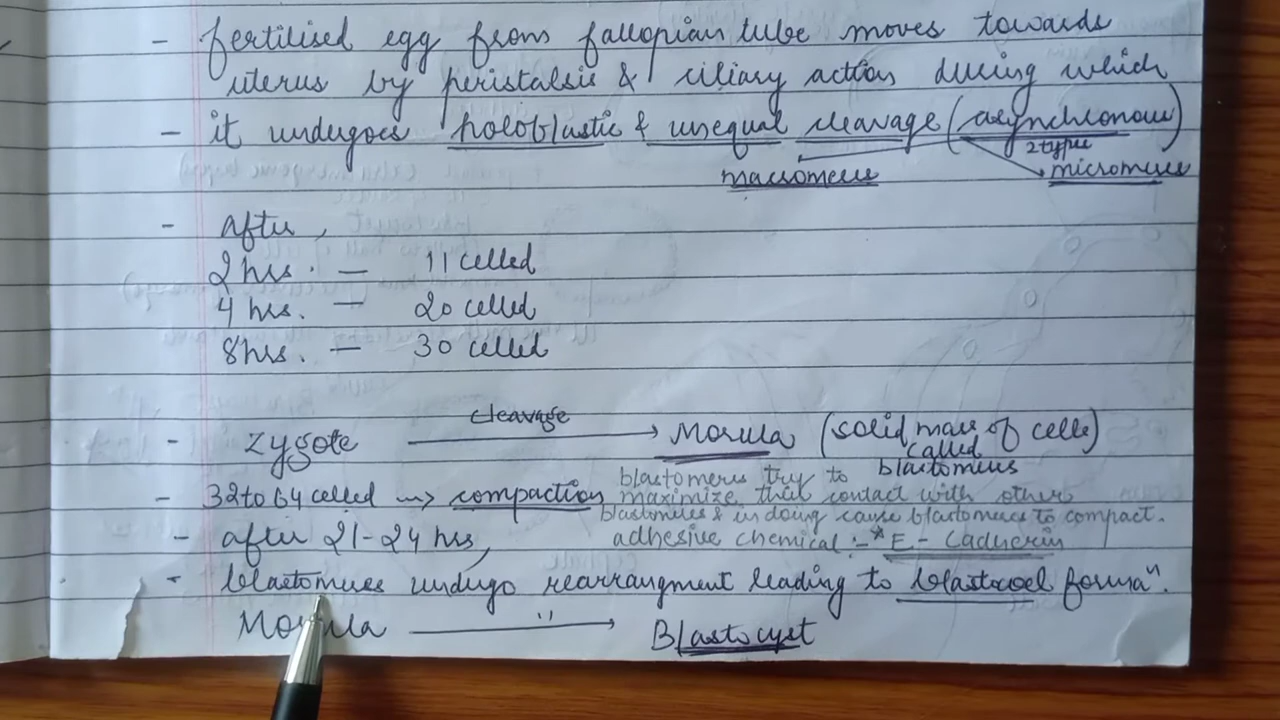 - fertilised egg from fallopian tube moves towards
uterus by peristalsis & ciliary action during which
- it undergoes holoblastic & unequal cleavage (asynchronous)
2 type
macromeres micromeres
- after,
2 hrs. — 11 celled
4 hrs. — 20 celled
8hrs. — 30 celled
cleavage
- zygote → Morula (solid mass of cells)
called
blastomeres
blastomeres try to
- 32 to 64 celled ⇝ compaction maximize their contact with other
blastomeres & in doing cause blastomeres to compact.
- after 21-24 hrs, adhesive chemical :- *E - Cadherin
- blastomeres undergo rearrangment leading to blastocoel forma".
Morula → Blastocyst